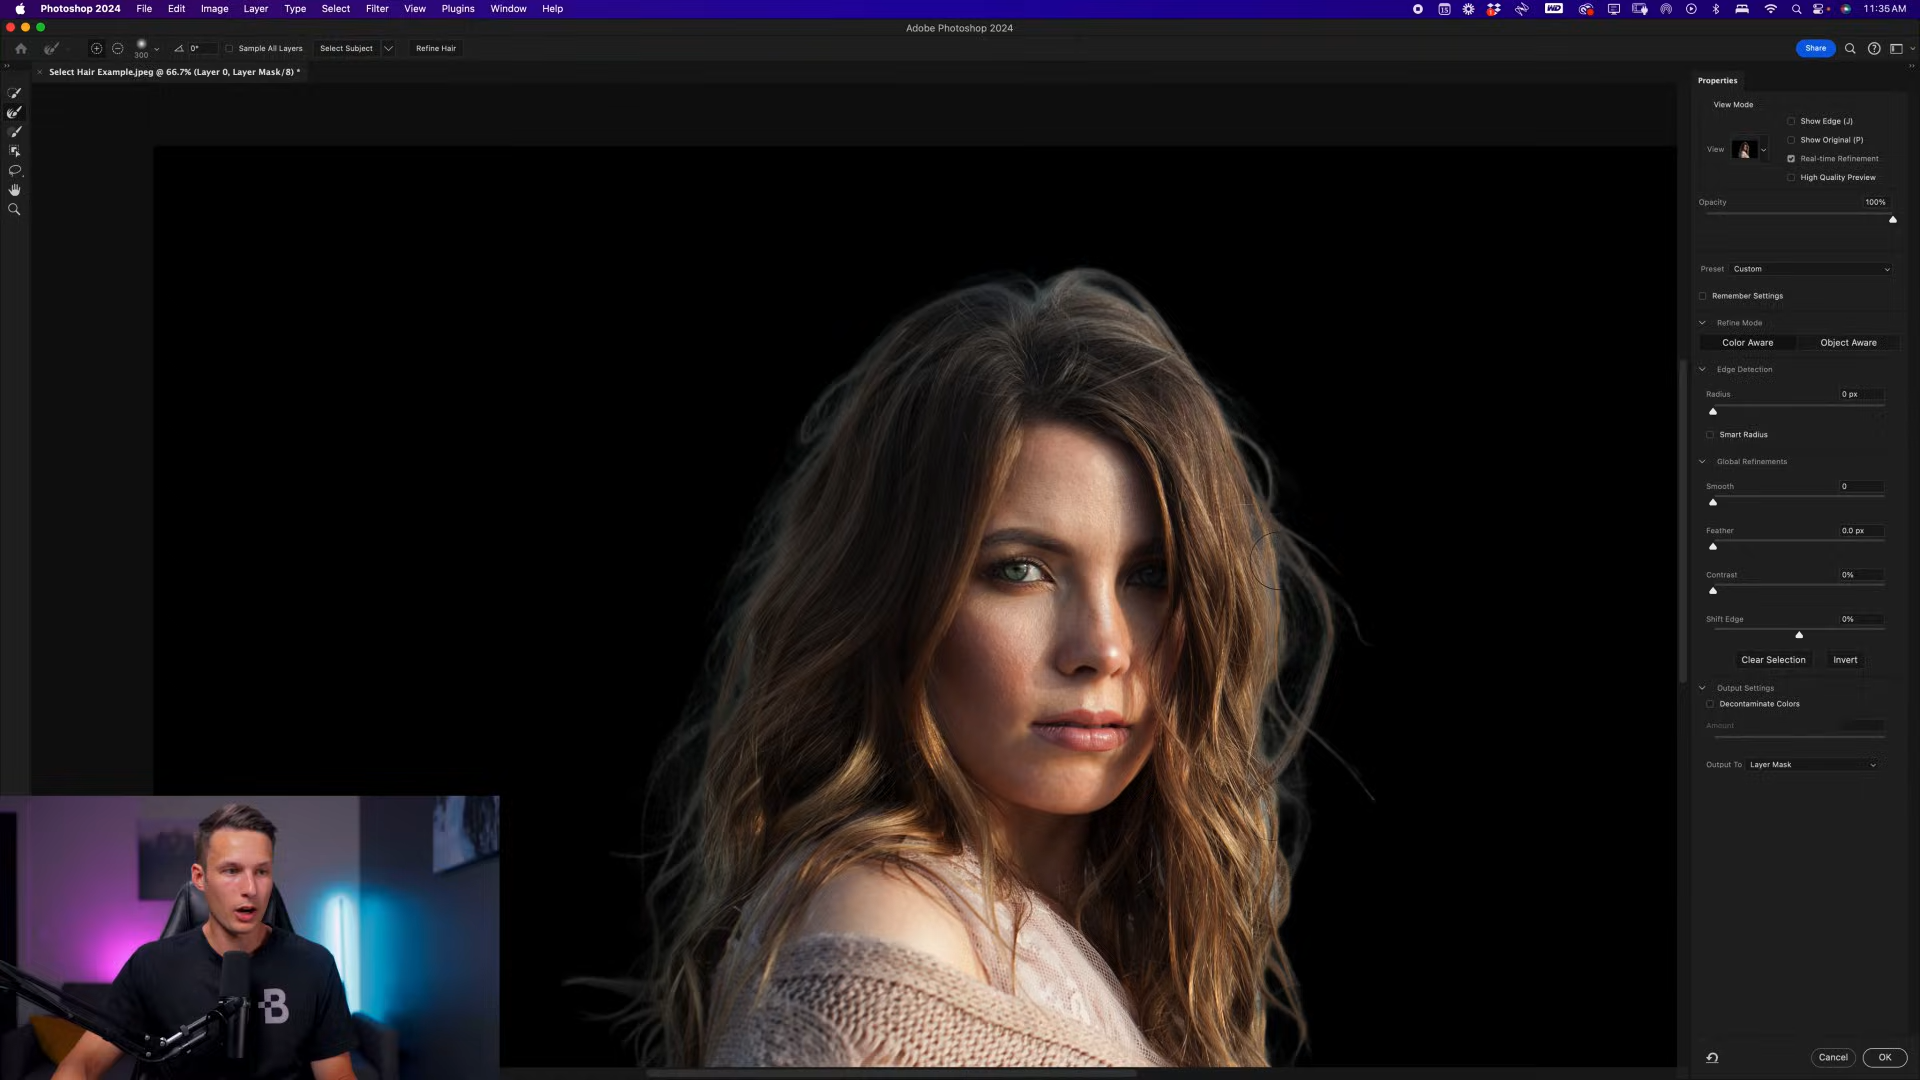 Photoshop 2024 File Edit Image Layer Type Select Filter View Plugins Window Help 11:35 AM
Adobe Photoshop 2024
300 0° Sample All Layers Select Subject Refine Hair Share
× Select Hair Example.jpeg @ 66.7% (Layer 0, Layer Mask/8) *
Properties
View Mode
Show Edge (J)
Show Original (P)
View
Real-time Refinement
High Quality Preview
Opacity 100%
Preset Custom
Remember Settings
Refine Mode
Color Aware Object Aware
Edge Detection
Radius 0 px
Smart Radius
Global Refinements
Smooth 0
Feather 0.0 px
Contrast 0%
Shift Edge 0%
Clear Selection Invert
Output Settings
Decontaminate Colors
Amount
Output To Layer Mask
B
Cancel OK